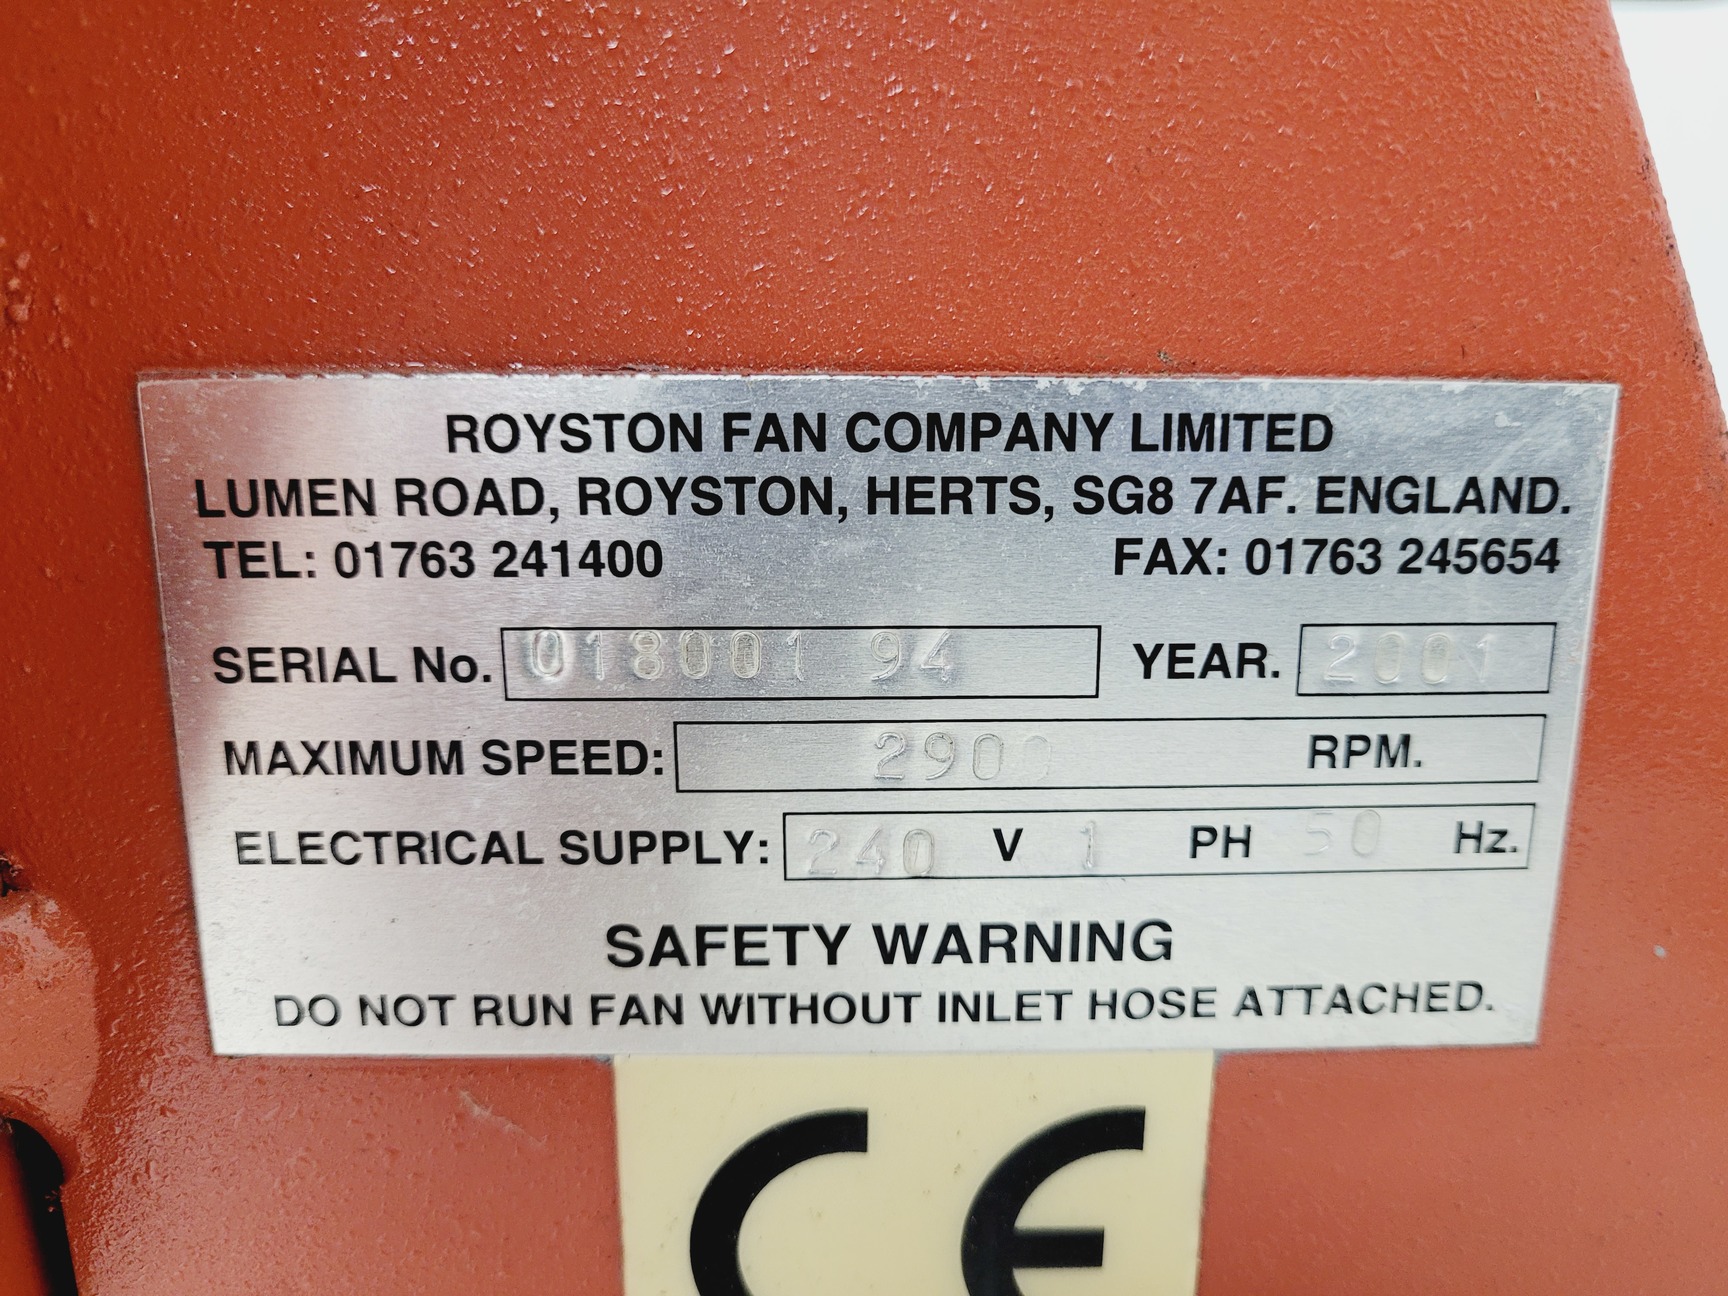 ROYSTON FAN COMPANY LIMITED
LUMEN ROAD, ROYSTON, HERTS, SG8 7AF. ENGLAND.
TEL: 01763 241400 FAX: 01763 245654
SERIAL No. 018001 94 YEAR. 2001
MAXIMUM SPEED: 2900 RPM.
ELECTRICAL SUPPLY: 240 V 1 PH 50 Hz.
SAFETY WARNING
DO NOT RUN FAN WITHOUT INLET HOSE ATTACHED.
CE